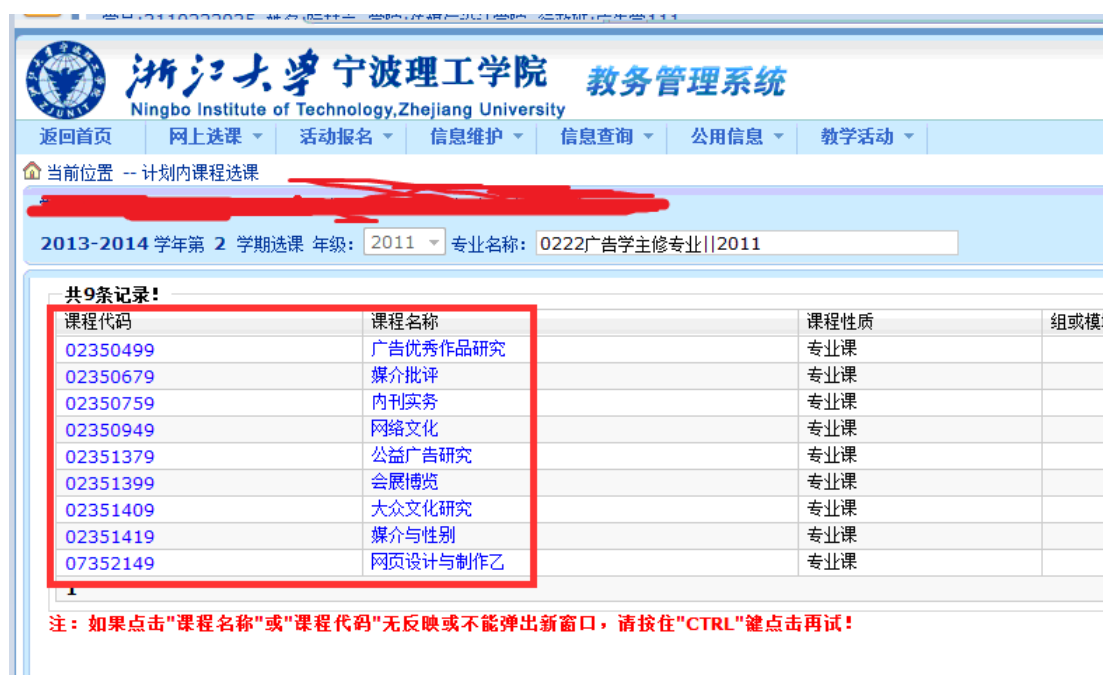 浙江大学 宁波理工学院 教务管理系统
Ningbo Institute of Technology,Zhejiang University
返回首页 网上选课 活动报名 信息维护 信息查询 公用信息 教学活动
当前位置 -- 计划内课程选课
2013-2014 学年第 2 学期选课 年级: 2011 专业名称: 0222广告学主修专业||2011
共9条记录!
课程代码 课程名称 课程性质 组或模
02350499 广告优秀作品研究 专业课
02350679 媒介批评 专业课
02350759 内刊实务 专业课
02350949 网络文化 专业课
02351379 公益广告研究 专业课
02351399 会展博览 专业课
02351409 大众文化研究 专业课
02351419 媒介与性别 专业课
07352149 网页设计与制作乙 专业课
1
注: 如果点击"课程名称"或"课程代码"无反映或不能弹出新窗口，请按住"CTRL"键点击再试!